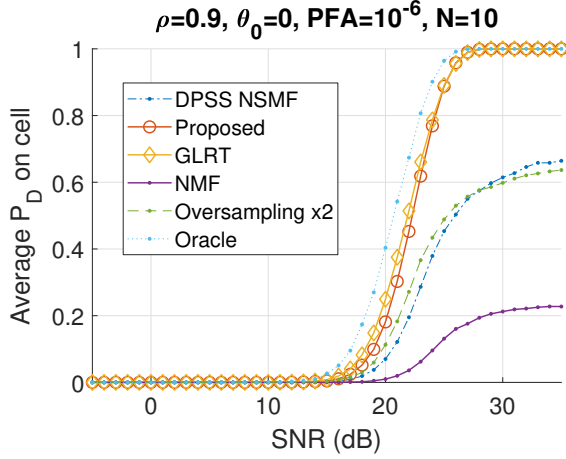 ρ=0.9, θ₀=0, PFA=10⁻⁶, N=10
Average P_D on cell
1
0.8
0.6
0.4
0.2
0
DPSS NSMF
Proposed
GLRT
NMF
Oversampling x2
Oracle
0 10 20 30
SNR (dB)